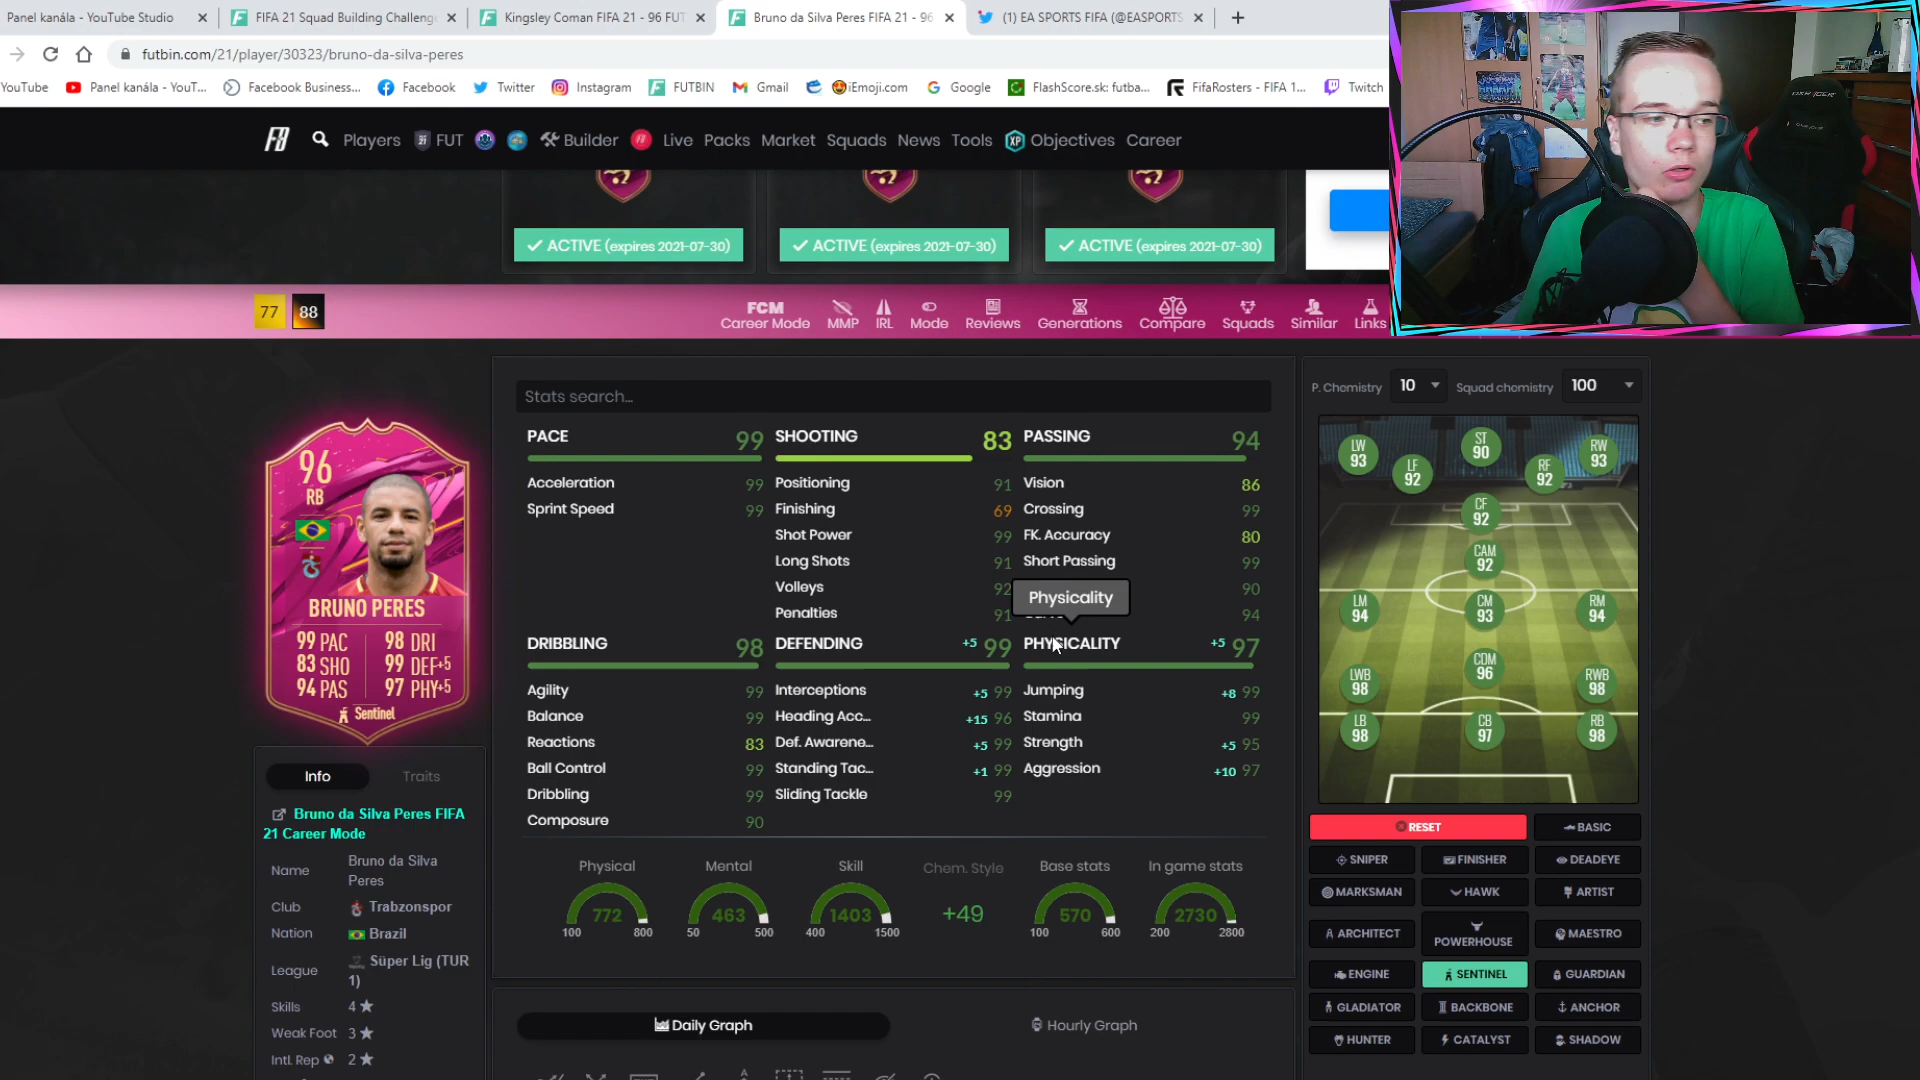 Panel kanála - YouTube Studio
FIFA 21 Squad Building Challenge
Kingsley Coman FIFA 21 - 96 FUT
Bruno da Silva Peres FIFA 21 - 96
(1) EA SPORTS FIFA (@EASPORTS
futbin.com/21/player/30323/bruno-da-silva-peres
YouTube Panel kanála - YouT... Facebook Business... Facebook Twitter Instagram FUTBIN Gmail iEmoji.com Google FlashScore.sk: futba... FifaRosters - FIFA 1... Twitch
Players FUT Builder Live Packs Market Squads News Tools XP Objectives Career
ACTIVE (expires 2021-07-30) ACTIVE (expires 2021-07-30) ACTIVE (expires 2021-07-30)
77 88
FCM
Career Mode MMP IRL Mode Reviews Generations Compare Squads Similar Links
Stats search...
P. Chemistry 10 Squad chemistry 100
96
RB
BRUNO PERES
99 PAC 98 DRI
83 SHO 99 DEF+5
94 PAS 97 PHY+5
Sentinel
PACE 99
Acceleration 99
Sprint Speed 99
SHOOTING 83
Positioning 91
Finishing 69
Shot Power 99
Long Shots 91
Volleys 92
Penalties 91
PASSING 94
Vision 86
Crossing 99
FK. Accuracy 80
Short Passing 99
90
94
Physicality
DRIBBLING 98
Agility 99
Balance 99
Reactions 83
Ball Control 99
Dribbling 99
Composure 90
DEFENDING +5 99
Interceptions +5 99
Heading Acc... +15 96
Def. Awarene... +5 99
Standing Tac... +1 99
Sliding Tackle 99
PHYSICALITY +5 97
Jumping +8 99
Stamina 99
Strength +5 95
Aggression +10 97
Physical Mental Skill Chem. Style Base stats In game stats
772 463 1403 +49 570 2730
100 800 50 500 400 1500 100 600 200 2800
Daily Graph Hourly Graph
Info Traits
Bruno da Silva Peres FIFA
21 Career Mode
Name Bruno da Silva
Peres
Club Trabzonspor
Nation Brazil
League Süper Lig (TUR
1)
Skills 4
Weak Foot 3
Intl. Rep 2
LW
93
ST
90
RW
93
LF
92
RF
92
CF
92
CAM
92
LM
94
CM
93
RM
94
CDM
96
LWB
98
RWB
98
LB
98
CB
97
RB
98
RESET BASIC
SNIPER FINISHER DEADEYE
MARKSMAN HAWK ARTIST
ARCHITECT POWERHOUSE MAESTRO
ENGINE SENTINEL GUARDIAN
GLADIATOR BACKBONE ANCHOR
HUNTER CATALYST SHADOW